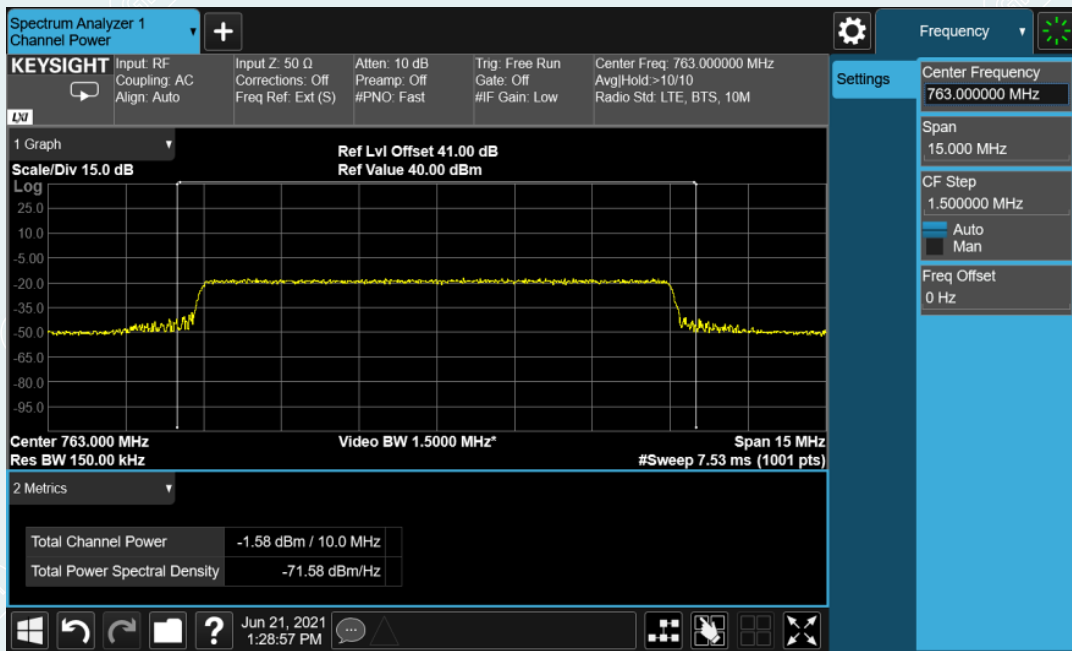 Spectrum Analyzer 1
Channel Power
Frequency
KEYSIGHT
LXI
Input: RF
Coupling: AC
Align: Auto
Input Z: 50 Ω
Corrections: Off
Freq Ref: Ext (S)
Atten: 10 dB
Preamp: Off
#PNO: Fast
Trig: Free Run
Gate: Off
#IF Gain: Low
Center Freq: 763.000000 MHz
Avg|Hold:>10/10
Radio Std: LTE, BTS, 10M
Settings
Center Frequency
763.000000 MHz
Span
15.000 MHz
CF Step
1.500000 MHz
Auto
Man
Freq Offset
0 Hz
1 Graph
Scale/Div 15.0 dB
Ref Lvl Offset 41.00 dB
Ref Value 40.00 dBm
Log
25.0
10.0
-5.00
-20.0
-35.0
-50.0
-65.0
-80.0
-95.0
Center 763.000 MHz
Video BW 1.5000 MHz*
Span 15 MHz
Res BW 150.00 kHz
#Sweep 7.53 ms (1001 pts)
2 Metrics
Total Channel Power -1.58 dBm / 10.0 MHz
Total Power Spectral Density -71.58 dBm/Hz
Jun 21, 2021
1:28:57 PM